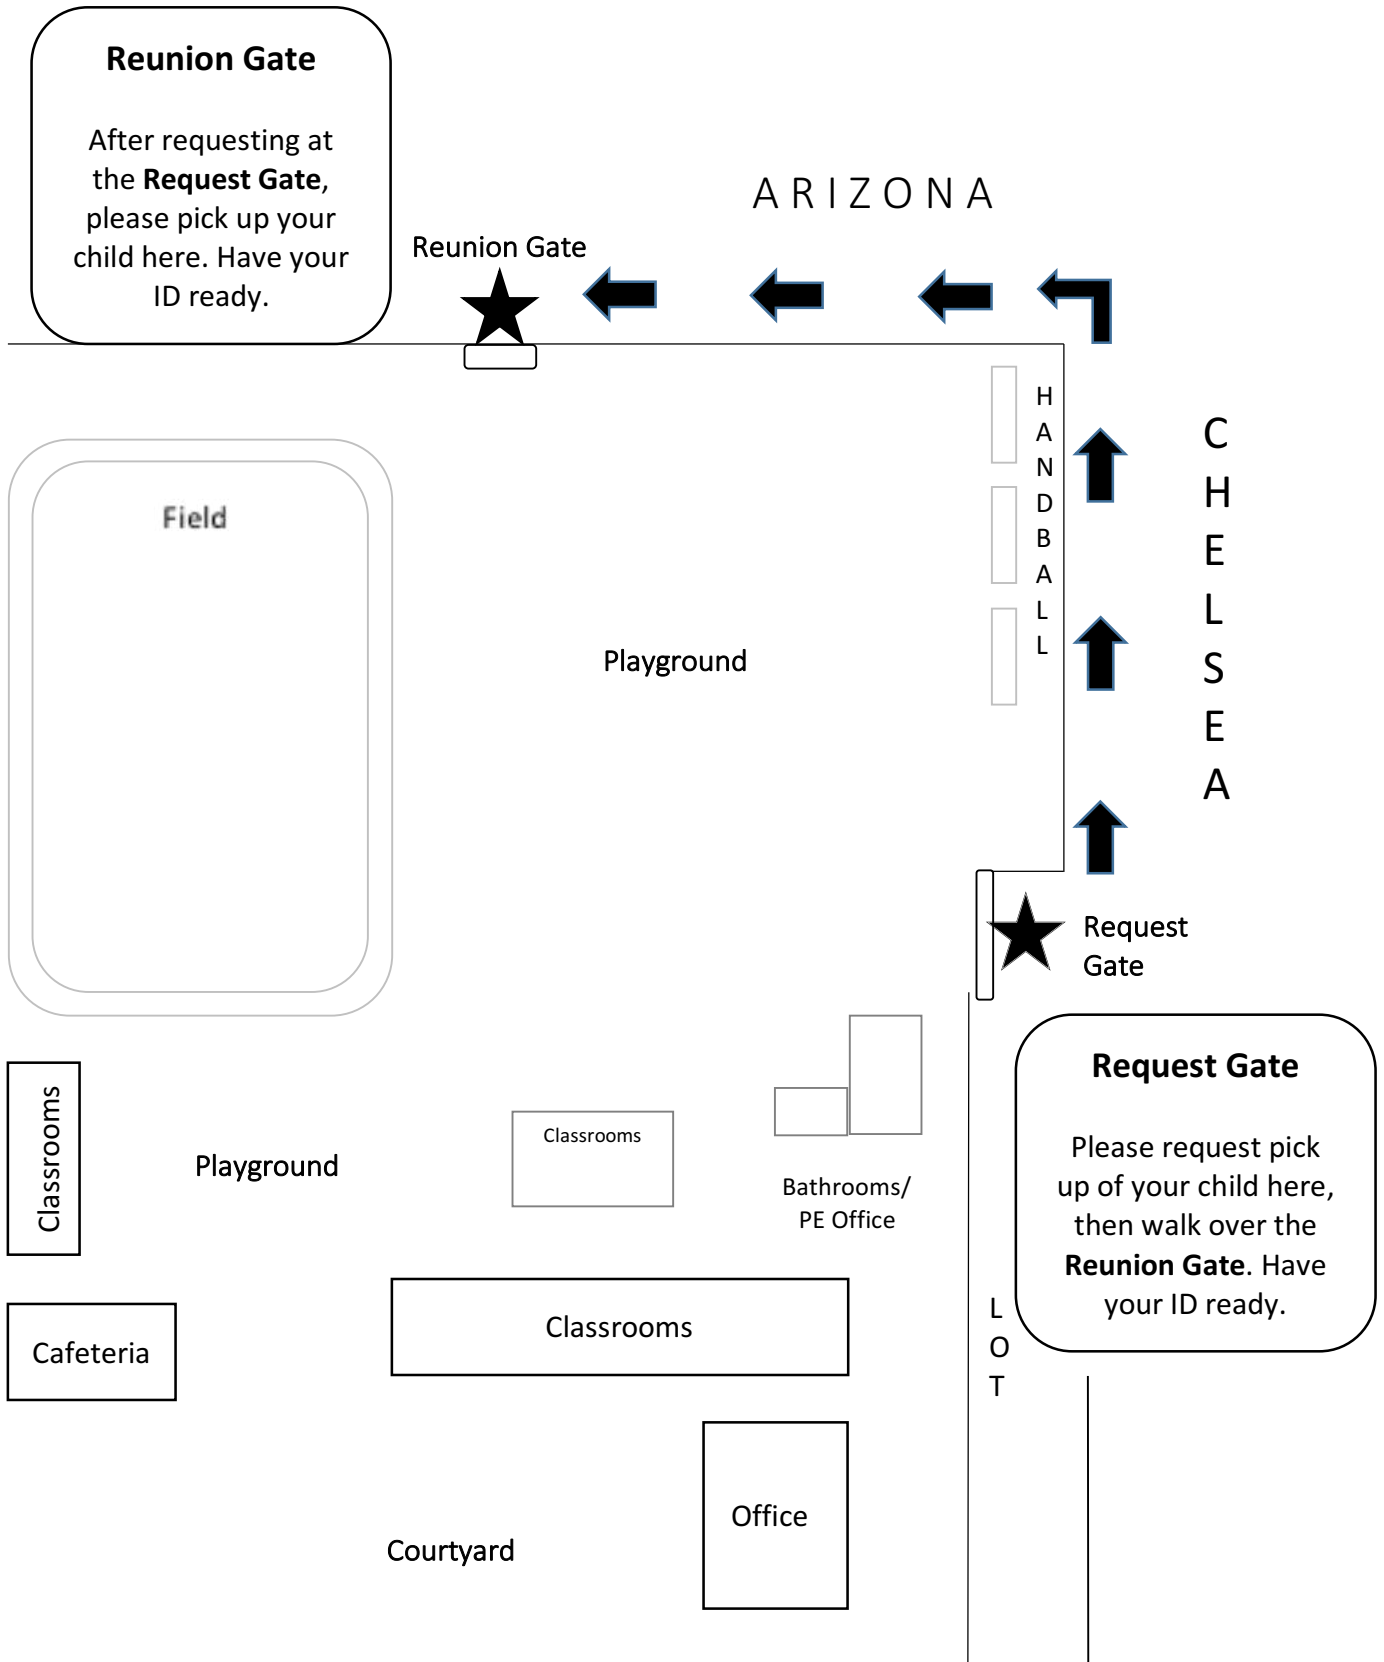 Reunion Gate
After requesting at
the Request Gate,
please pick up your
child here. Have your
ID ready.
ARIZONA
Reunion Gate
HANDBALL
CHELSEA
Field
Playground
Request
Gate
Request Gate
Please request pick
up of your child here,
then walk over the
Reunion Gate. Have
your ID ready.
Classrooms
Playground
Classrooms
Bathrooms/
PE Office
LOT
Cafeteria
Classrooms
Office
Courtyard